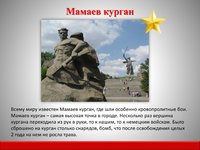 Мамаев курган
Всему миру известен Мамаев курган, где шли особенно кровопролитные бои.
Мамаев курган – самая высокая точка в городе. Несколько раз вершина
кургана переходила из рук в руки, то к нашим, то к немецким войскам. Было
сброшено на курган столько снарядов, бомб, что после освобождения целых
2 года на нем не росла трава.